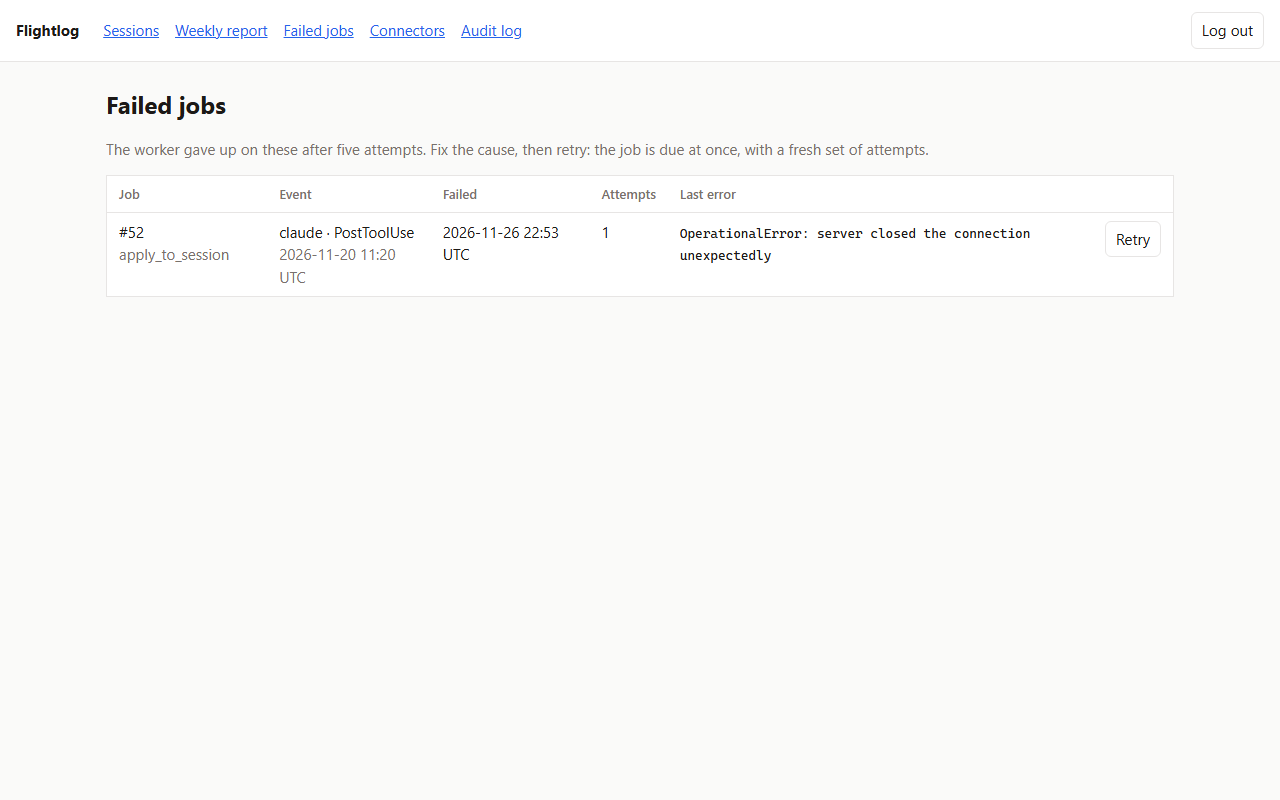 Flightlog Sessions Weekly report Failed jobs Connectors Audit log Log out
Failed jobs
The worker gave up on these after five attempts. Fix the cause, then retry: the job is due at once, with a fresh set of attempts.
Job Event Failed Attempts Last error
#52 claude · PostToolUse 2026-11-26 22:53 1 OperationalError: server closed the connection Retry
apply_to_session 2026-11-20 11:20 UTC unexpectedly
UTC